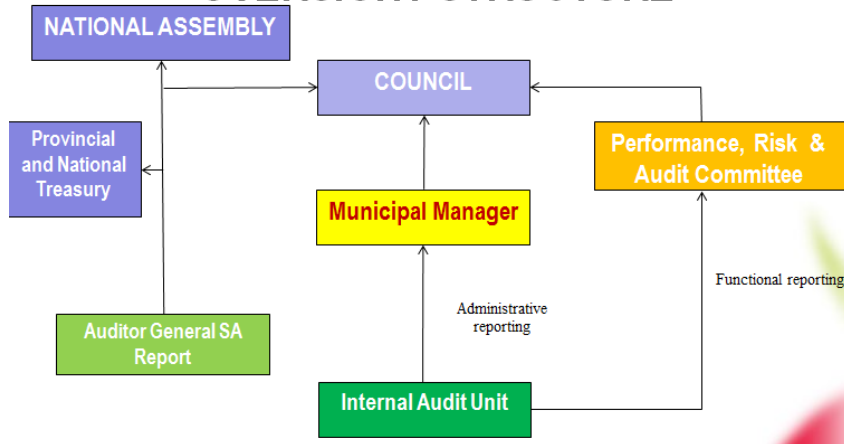 NATIONAL ASSEMBLY
COUNCIL
Provincial
and National
Treasury
Performance, Risk &
Audit Committee
Municipal Manager
Functional reporting
Administrative
reporting
Auditor General SA
Report
Internal Audit Unit